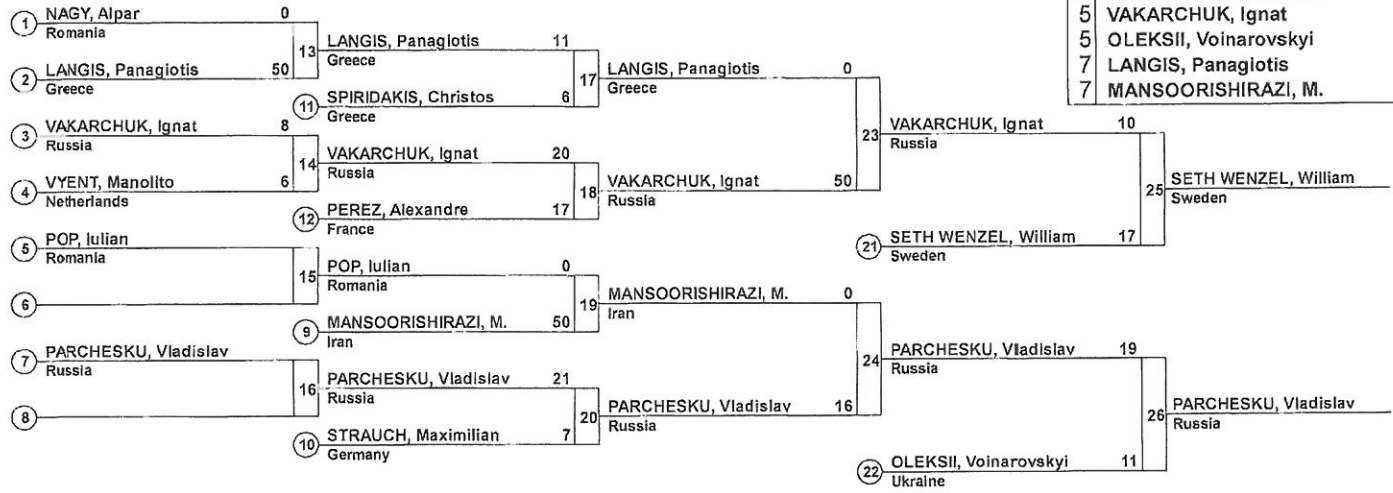 5 VAKARCHUK, Ignat
5 OLEKSII, Voinarovskyi
7 LANGIS, Panagiotis
7 MANSOORISHIRAZI, M.
1 NAGY, Alpar 0
Romania
2 LANGIS, Panagiotis 50
Greece
3 VAKARCHUK, Ignat 8
Russia
4 VYENT, Manolito 6
Netherlands
5 POP, Iulian
Romania
6
7 PARCHESKU, Vladislav
Russia
8
13 LANGIS, Panagiotis 11
Greece
11 SPIRIDAKIS, Christos 6
Greece
14 VAKARCHUK, Ignat 20
Russia
12 PEREZ, Alexandre 17
France
15 POP, Iulian 0
Romania
9 MANSOORISHIRAZI, M. 50
Iran
16 PARCHESKU, Vladislav 21
Russia
10 STRAUCH, Maximilian 7
Germany
17 LANGIS, Panagiotis 0
Greece
18 VAKARCHUK, Ignat 50
Russia
19 MANSOORISHIRAZI, M. 0
Iran
20 PARCHESKU, Vladislav 16
Russia
23 VAKARCHUK, Ignat 10
Russia
21 SETH WENZEL, William 17
Sweden
24 PARCHESKU, Vladislav 19
Russia
22 OLEKSII, Voinarovskyi 11
Ukraine
25 SETH WENZEL, William
Sweden
26 PARCHESKU, Vladislav
Russia